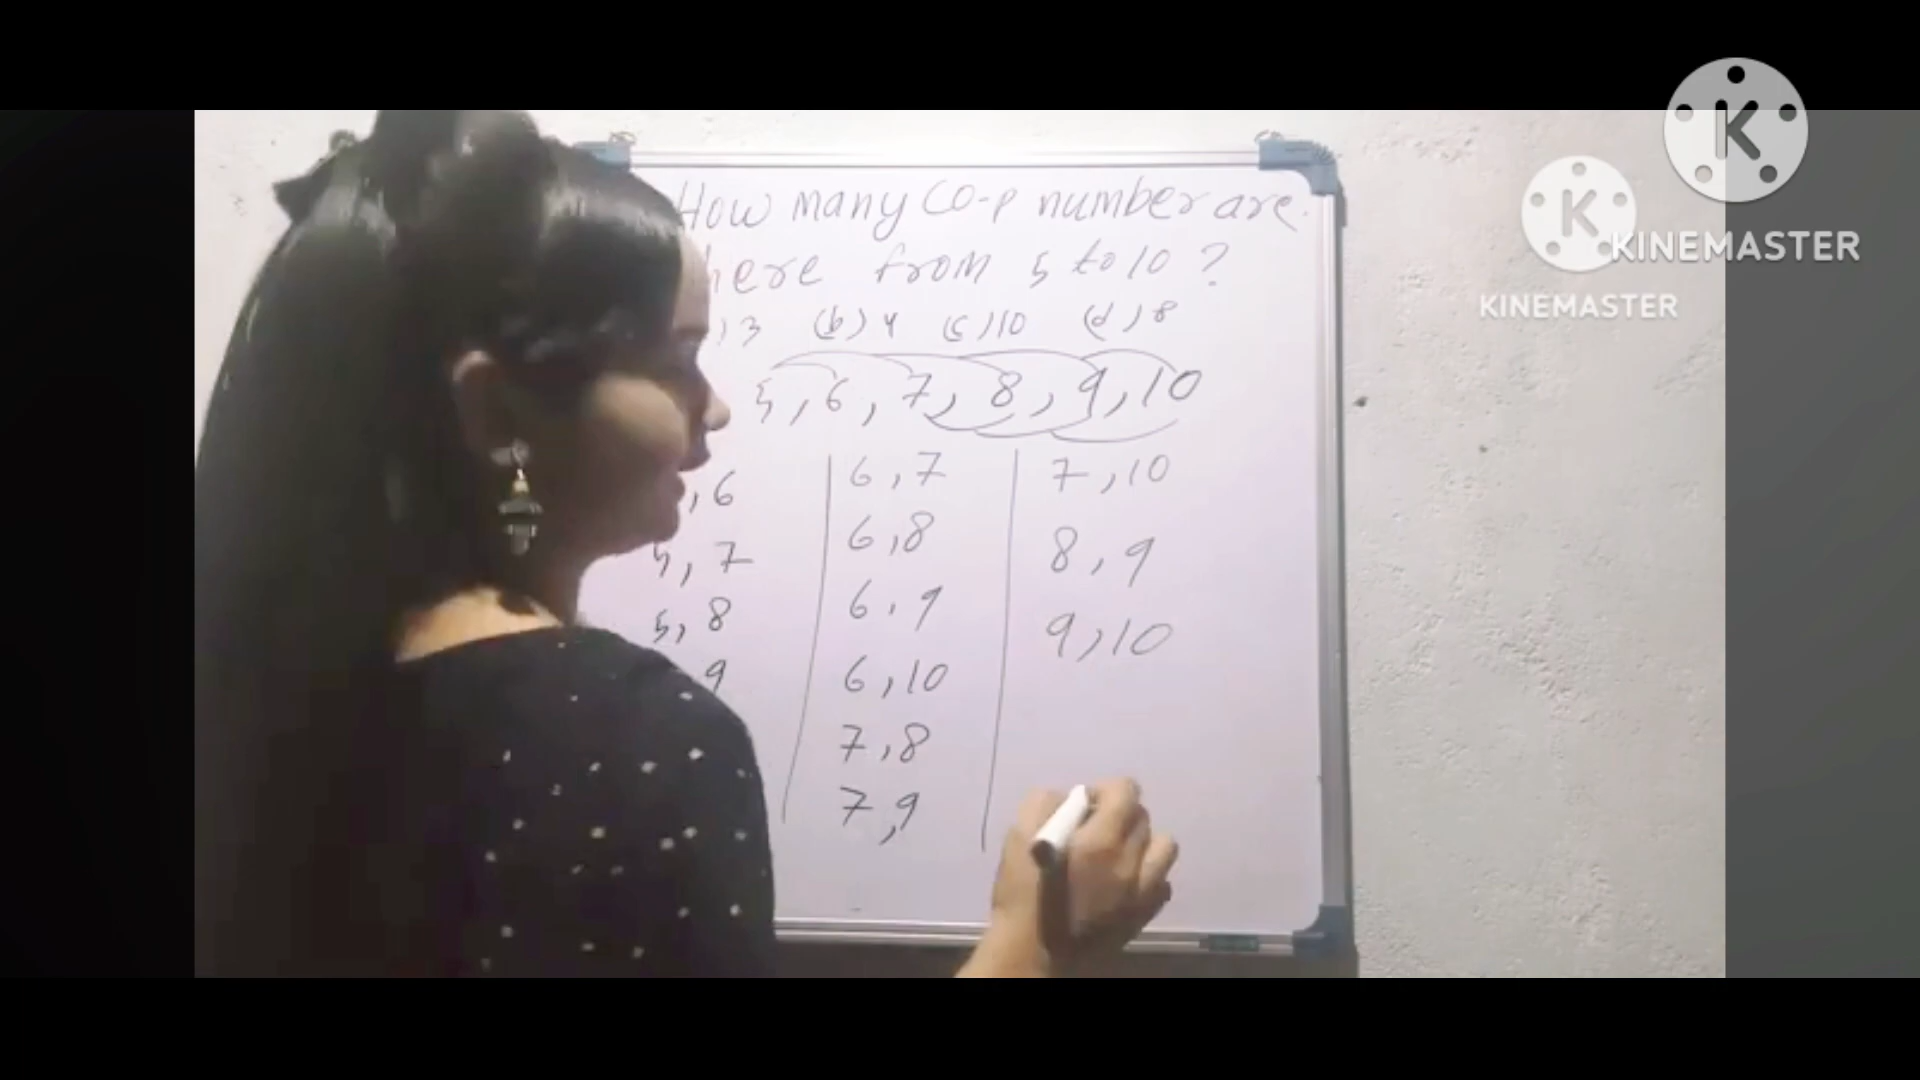 How many CO-P number are.
here from 5 to 10 ?
) 3 (b) 4 (c) 10 (d) 8
5, 6, 7, 8, 9, 10
, 6
5, 7
5, 8
9
6, 7
6, 8
6, 9
6, 10
7, 8
7, 9
7, 10
8, 9
9, 10
K
KINEMASTER
K
KINEMASTER